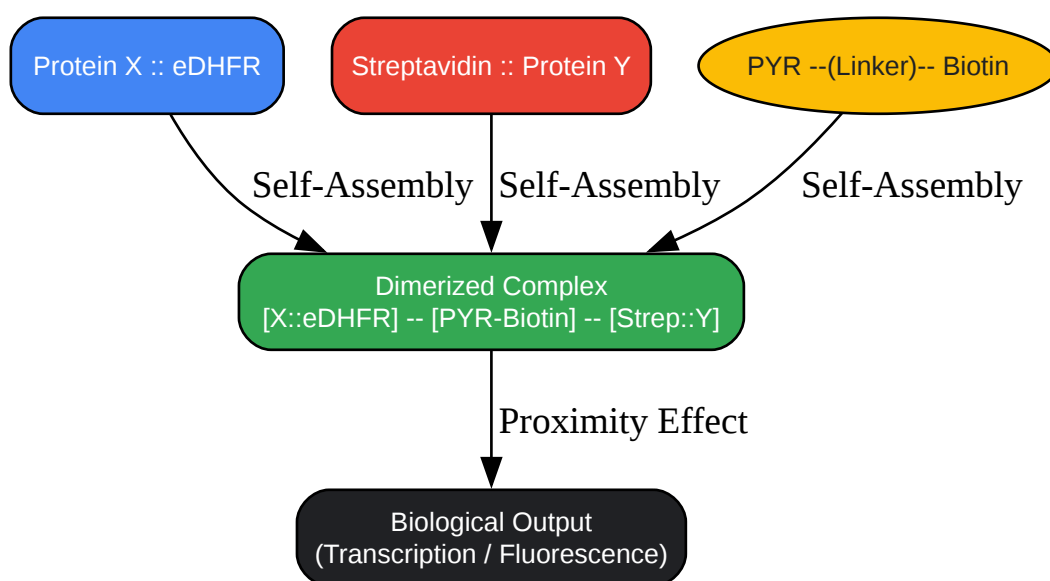 Protein X :: eDHFR
Streptavidin :: Protein Y
PYR --(Linker)-- Biotin
Self-Assembly
Self-Assembly
Self-Assembly
Dimerized Complex
[X::eDHFR] -- [PYR-Biotin] -- [Strep::Y]
Proximity Effect
Biological Output
(Transcription / Fluorescence)